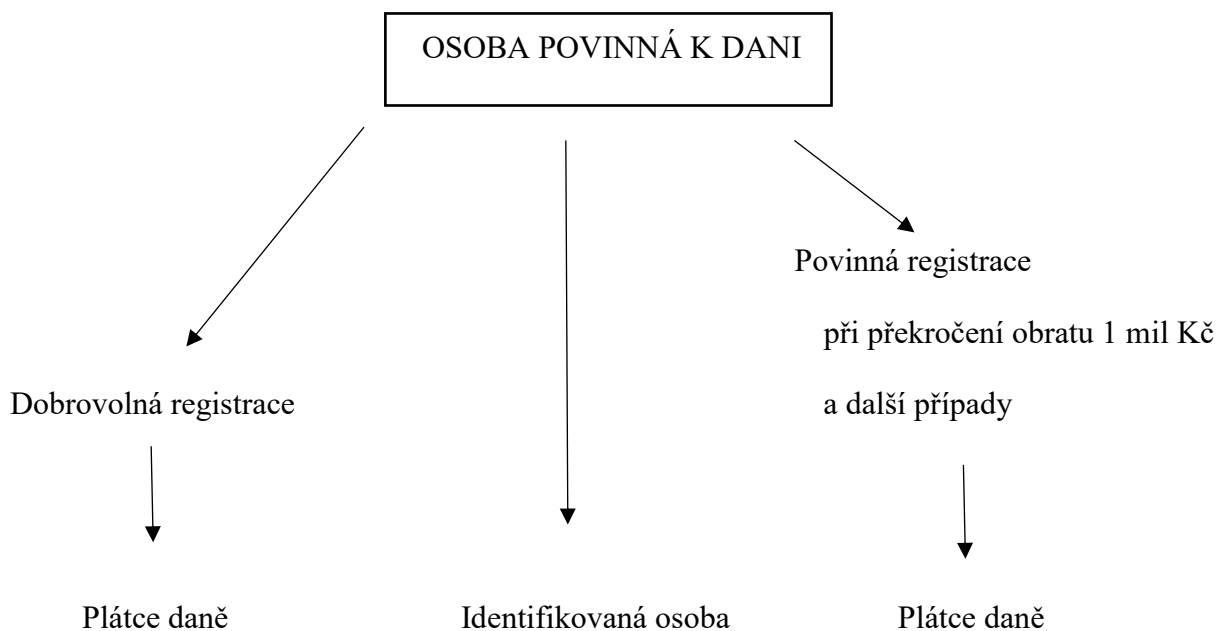 OSOBA POVINNÁ K DANI
Povinná registrace
při překročení obratu 1 mil Kč
a další případy
Dobrovolná registrace
Plátce daně
Identifikovaná osoba
Plátce daně